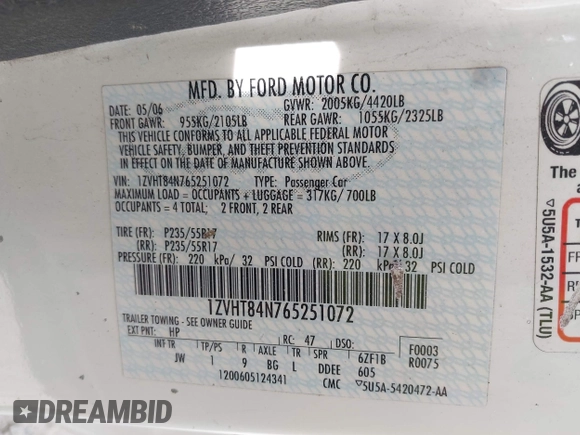 MFD. BY FORD MOTOR CO.
DATE: 05/06 GVWR: 2005KG/4420LB
FRONT GAWR: 955KG/2105LB REAR GAWR: 1055KG/2325LB
THIS VEHICLE CONFORMS TO ALL APPLICABLE FEDERAL MOTOR
VEHICLE SAFETY, BUMPER, AND THEFT PREVENTION STANDARDS
IN EFFECT ON THE DATE OF MANUFACTURE SHOWN ABOVE.
VIN: 1ZVHT84N765251072 TYPE: Passenger Car
MAXIMUM LOAD = OCCUPANTS + LUGGAGE = 317KG/700LB
OCCUPANTS = 4 TOTAL; 2 FRONT, 2 REAR
TIRE (FR): P235/55R17 RIMS (FR): 17 X 8.0J
(RR): P235/55R17 (RR): 17 X 8.0J
PRESSURE (FR): 220 kPa/ 32 PSI COLD (RR): 220 kPa/ 32 PSI COLD
1ZVHT84N765251072
TRAILER TOWING - SEE OWNER GUIDE
EXT PNT: HP RC: 47 DSO: F0003
INT TR TP/PS R AXLE TR SPR 6ZF1B R0075
JW 1 9 BG L DDEE 605
1200605124341 CMC ▽5U5A-5420472-AA
The
▽5U5A-1532-AA (TLU)
DREAMBID